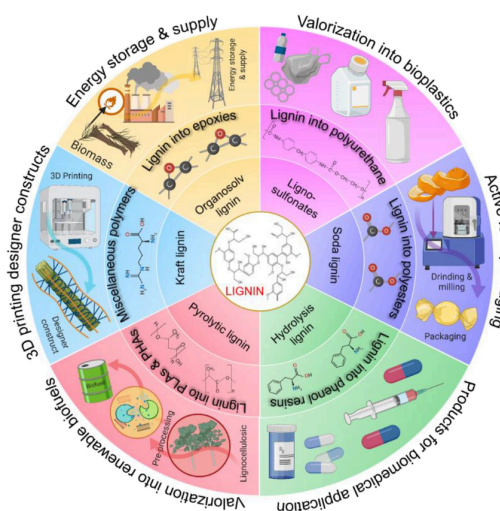 Energy storage & supply
Energy storage
& supply
Biomass
Lignin into epoxies
Organosolv
lignin
Valorization into bioplastics
Lignin into polyurethane
Ligno-
sulfonates
Lignin into polyesters
Soda lignin
Drinding &
milling
Packaging
Products for biomedical application
Lignin into phenol resins
Hydrolysis
lignin
Valorization into renewable biofuels
Biofuel
Pre-processing
Lignocellulosic
Lignin into PLAs & PHAs
Pyrolytic lignin
3D printing designer constructs
3D Printing
Designer
construct
Miscellaneous polymers
Kraft lignin
LIGNIN